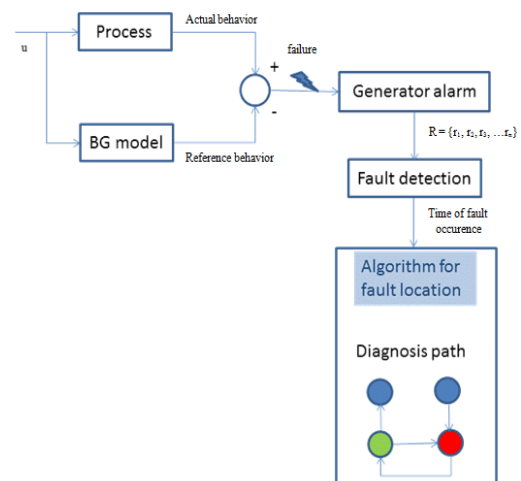 Process
Actual behavior
u
failure
+
-
Generator alarm
BG model
Reference behavior
R= {r₁, r₂, r₃, …rₙ}
Fault detection
Time of fault
occurence
Algorithm for
fault location
Diagnosis path